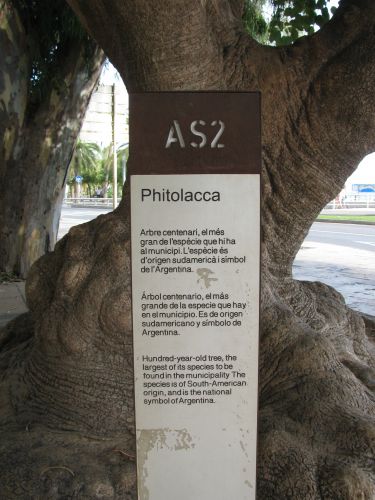 AS2
Phitolacca
Arbre centenari, el més
gran de l'espècie que hi ha
al municipi. L'espècie és
d'origen sudamericà i símbol
de l'Argentina.
Árbol centenario, el más
grande de la especie que hay
en el municipio. Es de origen
sudamericano y símbolo de
Argentina.
Hundred-year-old tree, the
largest of its species to be
found in the municipality The
species is of South-American
origin, and is the national
symbol of Argentina.